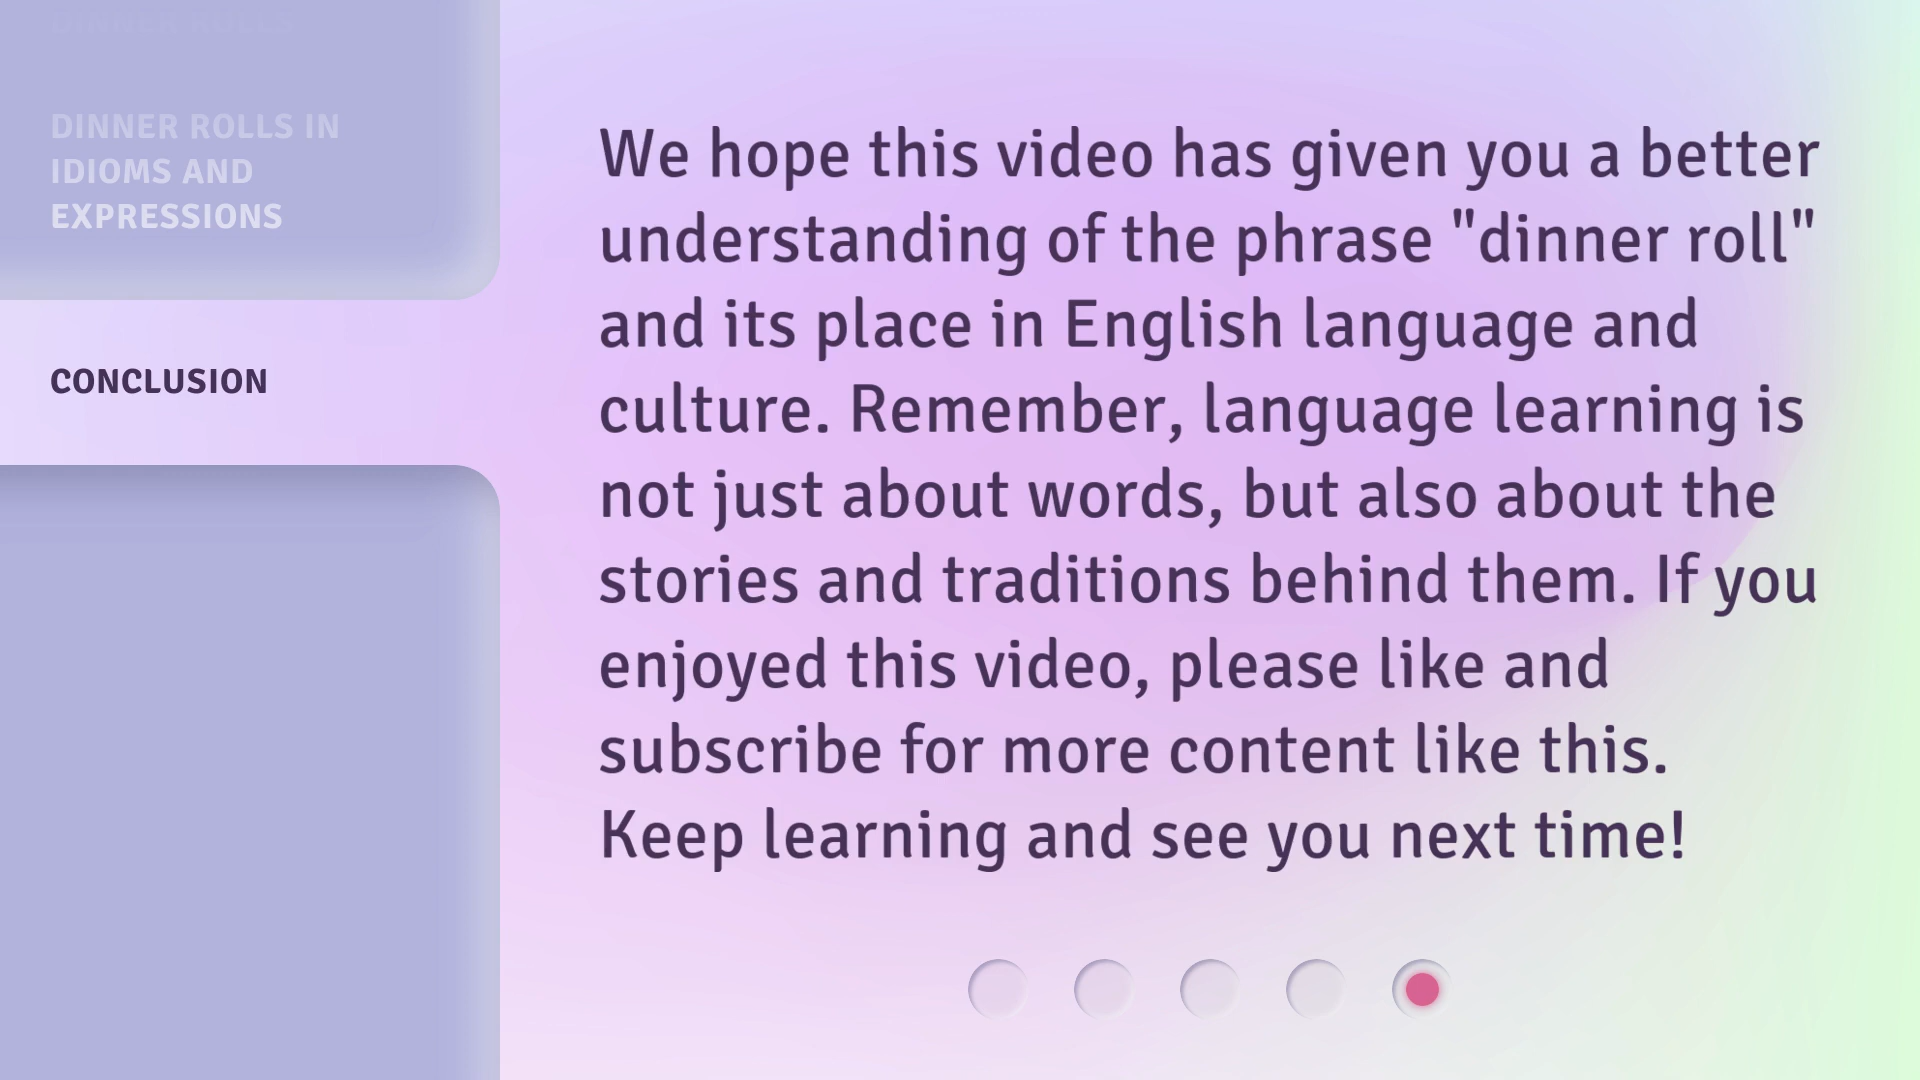 DINNER ROLLS
DINNER ROLLS IN
IDIOMS AND
EXPRESSIONS
CONCLUSION
We hope this video has given you a better
understanding of the phrase "dinner roll"
and its place in English language and
culture. Remember, language learning is
not just about words, but also about the
stories and traditions behind them. If you
enjoyed this video, please like and
subscribe for more content like this.
Keep learning and see you next time!